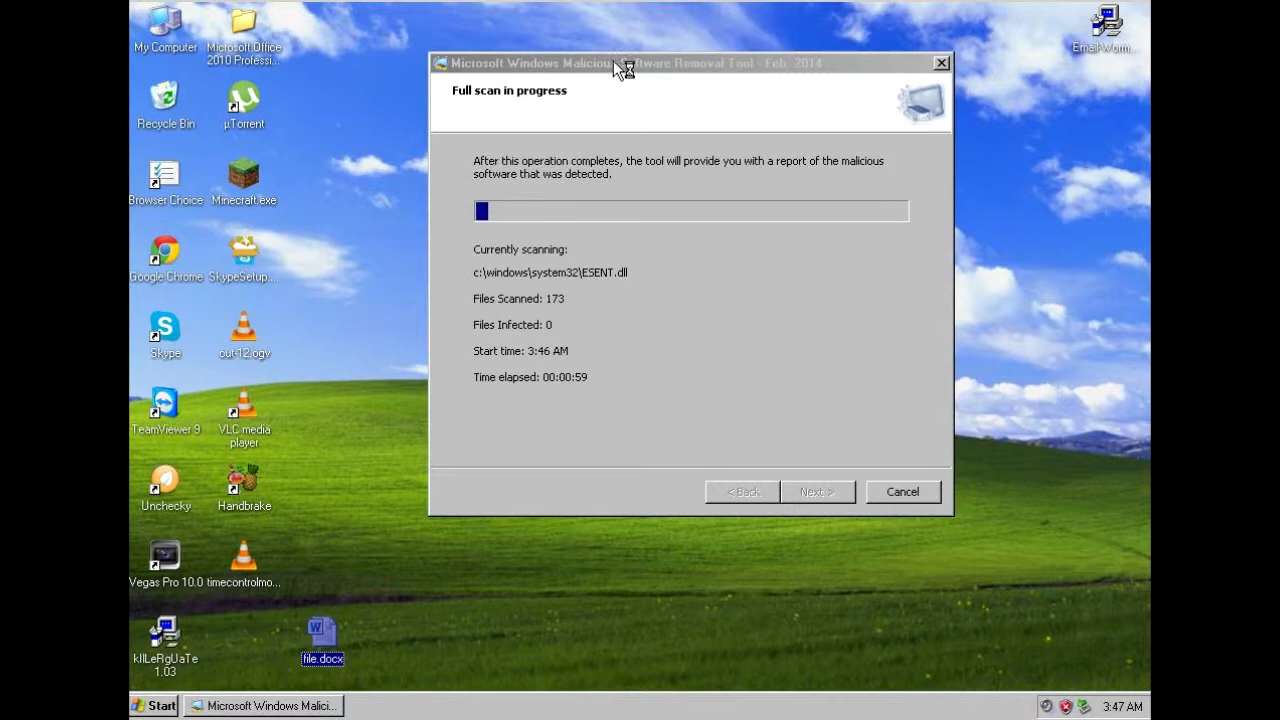 My Computer
Microsoft Office
2010 Professi...
Recycle Bin
µTorrent
Browser Choice
Minecraft.exe
Google Chrome
SkypeSetup....
Skype
out-12.ogv
TeamViewer 9
VLC media
player
Unchecky
Handbrake
Vegas Pro 10.0
timecontrolmo...
kIlLeRgUaTe
1.03
file.docx
Email-Worm...
Microsoft Windows Malicious Software Removal Tool - Feb. 2014
Full scan in progress
After this operation completes, the tool will provide you with a report of the malicious
software that was detected.
Currently scanning:
c:\windows\system32\ESENT.dll
Files Scanned: 173
Files Infected: 0
Start time: 3:46 AM
Time elapsed: 00:00:59
< Back
Next >
Cancel
Start
Microsoft Windows Malici...
3:47 AM